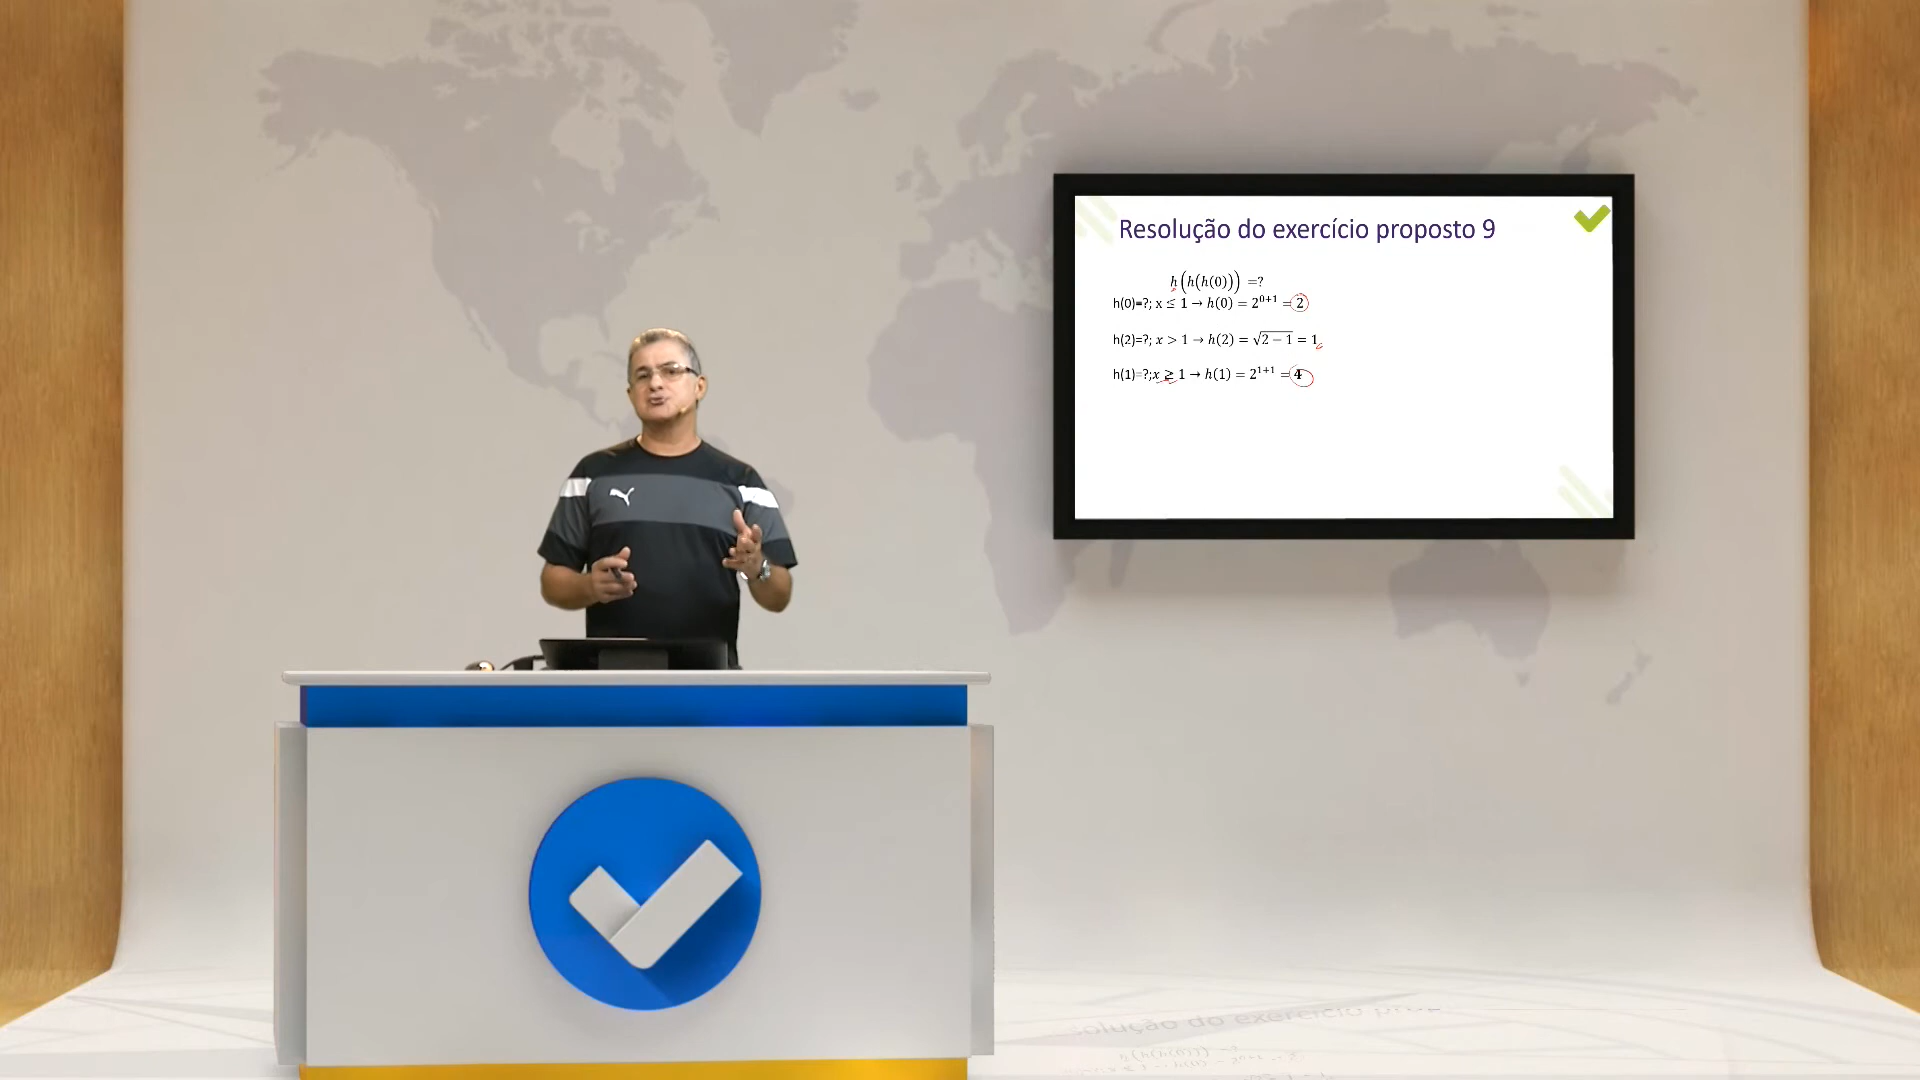 Resolução do exercício proposto 9
h(h(h(0))) =?
h(0)=?; x ≤ 1 → h(0) = 2^{0+1} = 2
h(2)=?; x > 1 → h(2) = √(2 − 1) = 1
h(1)=?; x ≥ 1 → h(1) = 2^{1+1} = 4